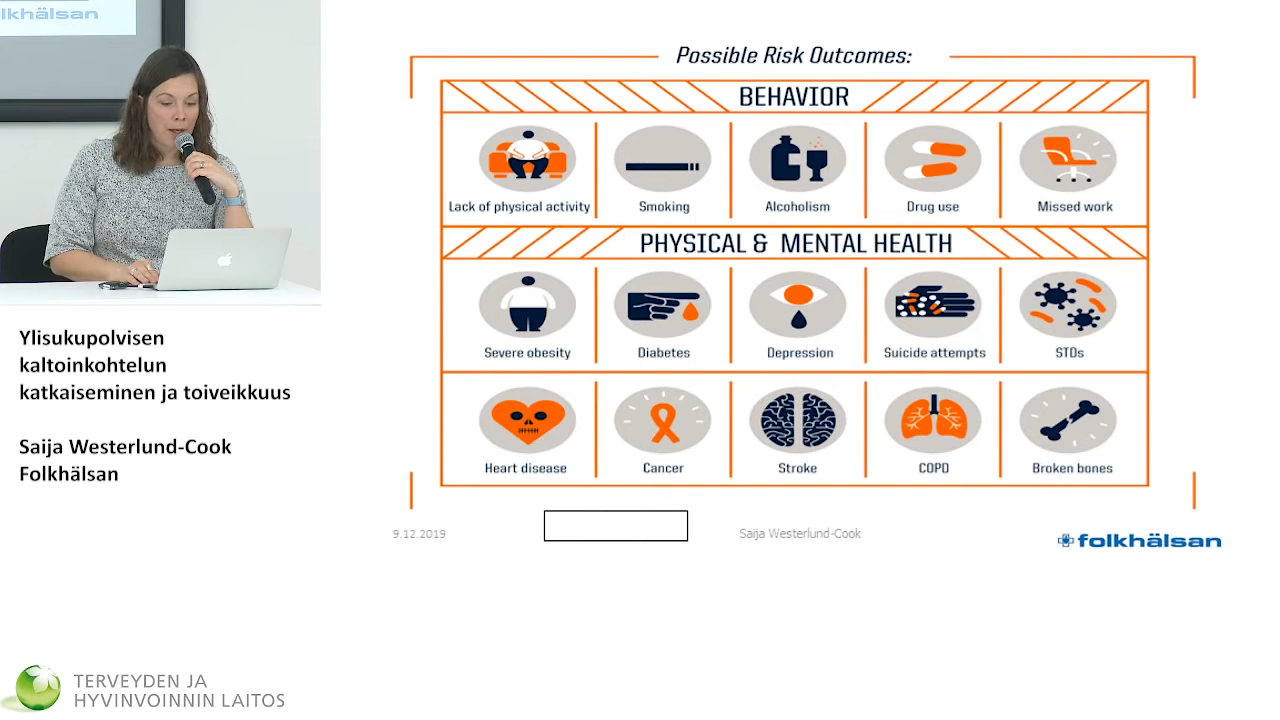 lkhälsan
Possible Risk Outcomes:
BEHAVIOR
Lack of physical activity
Smoking
Alcoholism
Drug use
Missed work
PHYSICAL & MENTAL HEALTH
Severe obesity
Diabetes
Depression
Suicide attempts
STDs
Heart disease
Cancer
Stroke
COPD
Broken bones
9.12.2019
Saija Westerlund-Cook
folkhälsan
Ylisukupolvisen
kaltoinkohtelun
katkaiseminen ja toiveikkuus
Saija Westerlund-Cook
Folkhälsan
TERVEYDEN JA
HYVINVOINNIN LAITOS